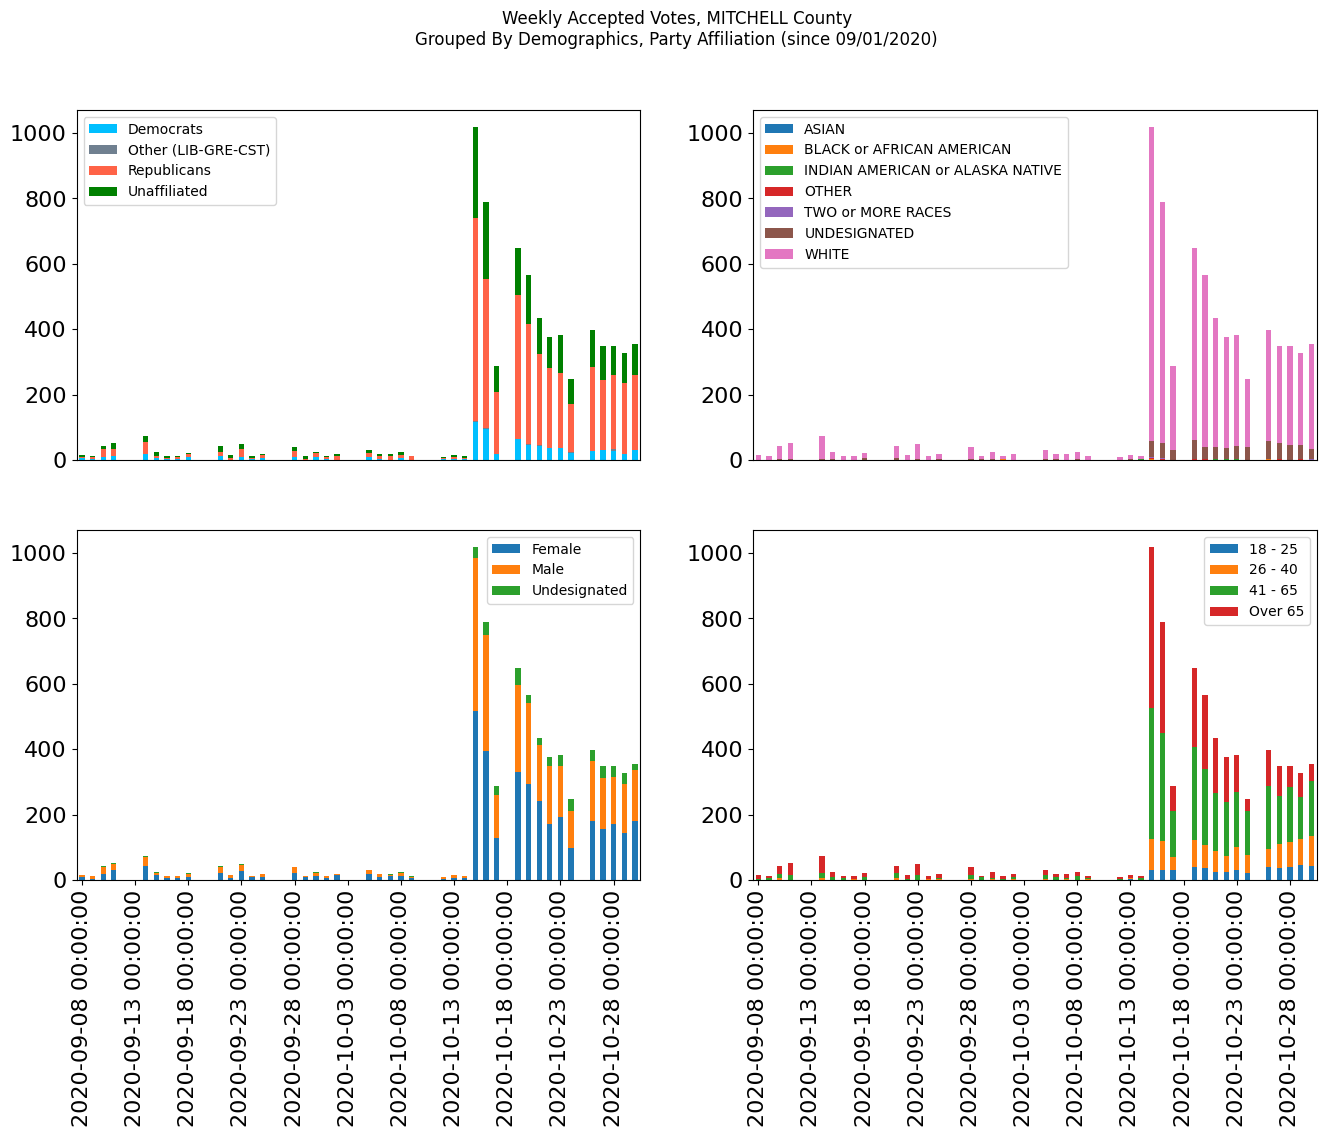 Weekly Accepted Votes, MITCHELL County
Grouped By Demographics, Party Affiliation (since 09/01/2020)
1000
800
600
400
200
0
Democrats
Other (LIB-GRE-CST)
Republicans
Unaffiliated
1000
800
600
400
200
0
ASIAN
BLACK or AFRICAN AMERICAN
INDIAN AMERICAN or ALASKA NATIVE
OTHER
TWO or MORE RACES
UNDESIGNATED
WHITE
1000
800
600
400
200
0
Female
Male
Undesignated
2020-09-08 00:00:00
2020-09-13 00:00:00
2020-09-18 00:00:00
2020-09-23 00:00:00
2020-09-28 00:00:00
2020-10-03 00:00:00
2020-10-08 00:00:00
2020-10-13 00:00:00
2020-10-18 00:00:00
2020-10-23 00:00:00
2020-10-28 00:00:00
1000
800
600
400
200
0
18 - 25
26 - 40
41 - 65
Over 65
2020-09-08 00:00:00
2020-09-13 00:00:00
2020-09-18 00:00:00
2020-09-23 00:00:00
2020-09-28 00:00:00
2020-10-03 00:00:00
2020-10-08 00:00:00
2020-10-13 00:00:00
2020-10-18 00:00:00
2020-10-23 00:00:00
2020-10-28 00:00:00